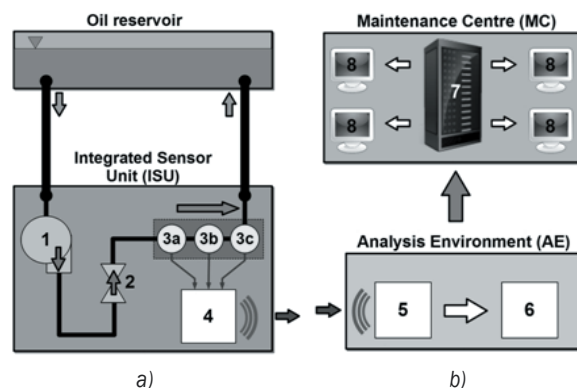 Oil reservoir
Integrated Sensor
Unit (ISU)
1
2
3a 3b 3c
4
a)
Maintenance Centre (MC)
8 8
7
8 8
Analysis Environment (AE)
5 6
b)